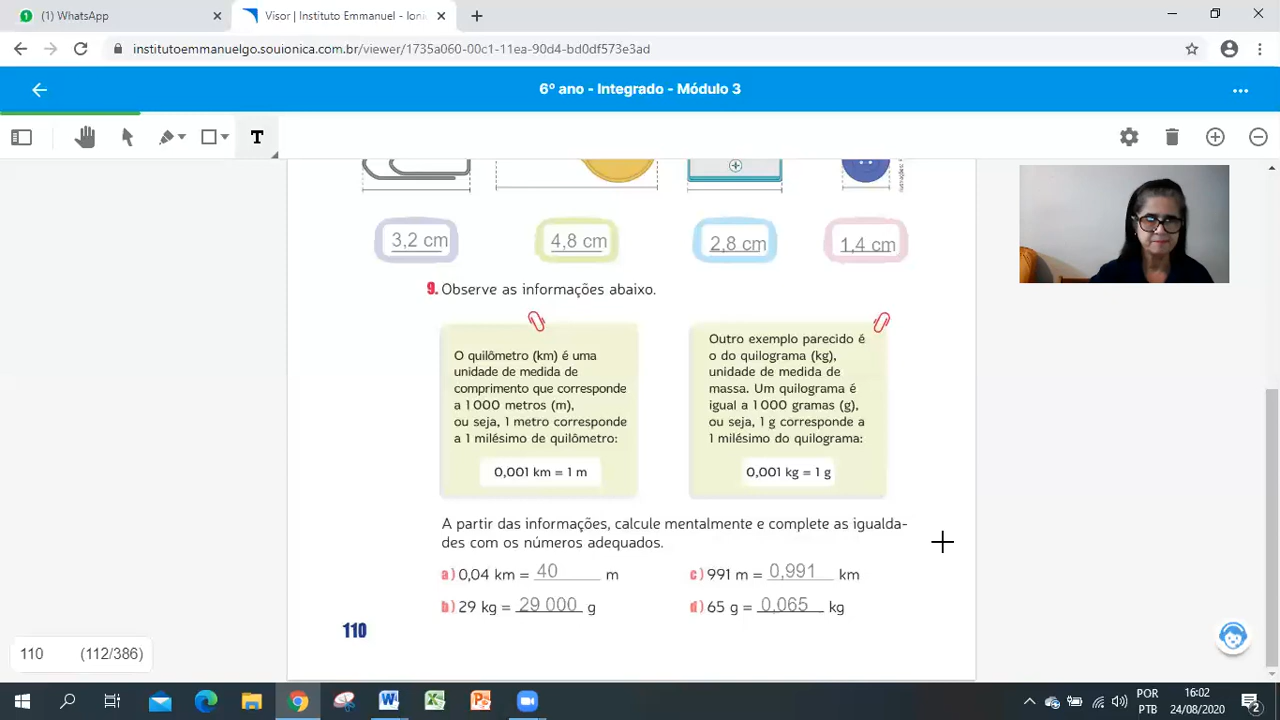 (1) WhatsApp
Visor | Instituto Emmanuel - Ioni
institutoemmanuelgo.souionica.com.br/viewer/1735a060-00c1-11ea-90d4-bd0df573e3ad
6º ano - Integrado - Módulo 3
T
3,2 cm
4,8 cm
2,8 cm
1,4 cm
9. Observe as informações abaixo.
O quilômetro (km) é uma
unidade de medida de
comprimento que corresponde
a 1 000 metros (m),
ou seja, 1 metro corresponde
a 1 milésimo de quilômetro:
0,001 km = 1 m
Outro exemplo parecido é
o do quilograma (kg),
unidade de medida de
massa. Um quilograma é
igual a 1 000 gramas (g),
ou seja, 1 g corresponde a
1 milésimo do quilograma:
0,001 kg = 1 g
A partir das informações, calcule mentalmente e complete as igualda-
des com os números adequados.
a) 0,04 km = 40 m
c) 991 m = 0,991 km
b) 29 kg = 29 000 g
d) 65 g = 0,065 kg
110
110 (112/386)
POR
PTB
16:02
24/08/2020
2